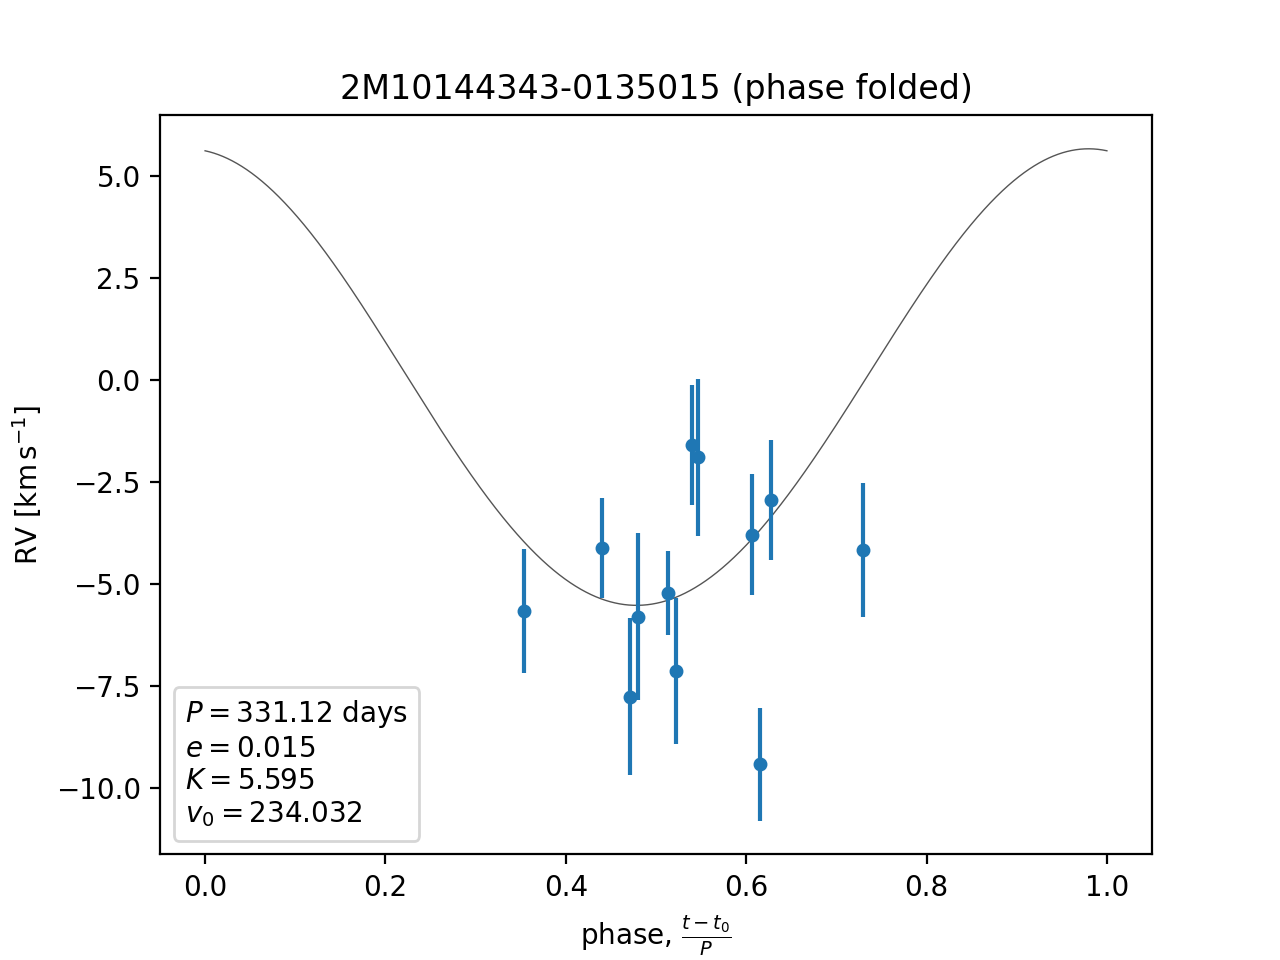 2M10144343-0135015 (phase folded)
5.0
2.5
0.0
−2.5
−5.0
−7.5
−10.0
RV [km s⁻¹]
P = 331.12 days
e = 0.015
K = 5.595
v₀ = 234.032
0.0 0.2 0.4 0.6 0.8 1.0
phase, (t − t₀)/P